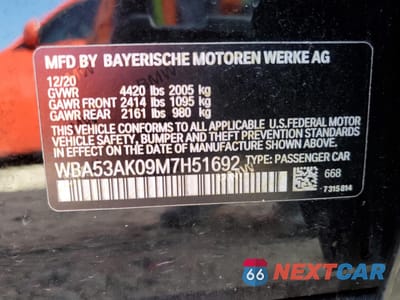 MFD BY BAYERISCHE MOTOREN WERKE AG
12/20
GVWR 4420 lbs 2005 kg
GAWR FRONT 2414 lbs 1095 kg
GAWR REAR 2161 lbs 980 kg
THIS VEHICLE CONFORMS TO ALL APPLICABLE U.S.FEDERAL MOTOR
VEHICLE SAFETY, BUMPER, AND THEFT PREVENTION STANDARDS
IN EFFECT ON THE DATE OF MANUFACTURE SHOWN ABOVE.
WBA53AK09M7H51692 TYPE: PASSENGER CAR
668
7315814
66 NEXTCAR